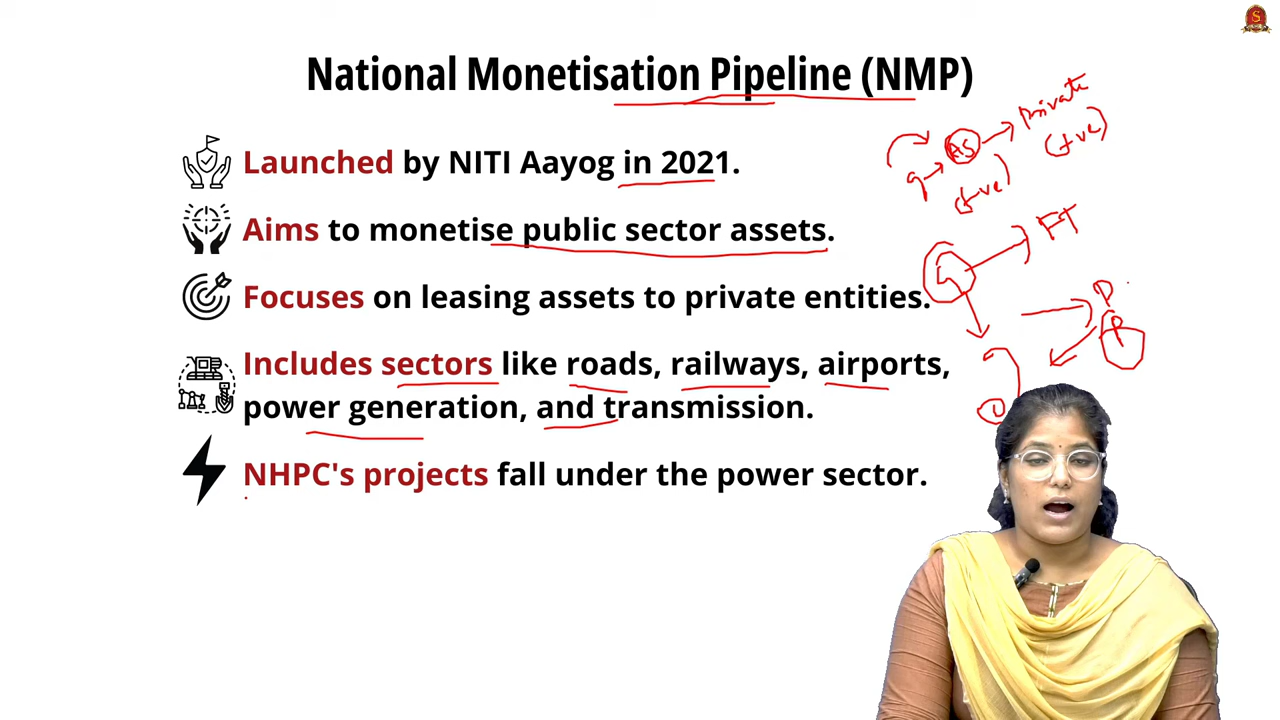 National Monetisation Pipeline (NMP)
Launched by NITI Aayog in 2021.
Aims to monetise public sector assets.
Focuses on leasing assets to private entities.
Includes sectors like roads, railways, airports,
power generation, and transmission.
NHPC's projects fall under the power sector.
Private
(+ve)
AS
(+ve)
G
P
S